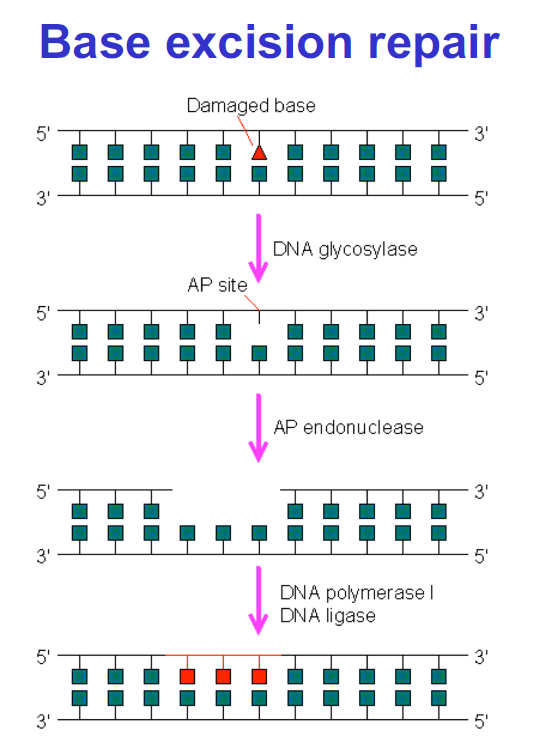 Base excision repair
Damaged base
5' 3'
3' 5'
DNA glycosylase
AP site
5' 3'
3' 5'
AP endonuclease
5' 3'
3' 5'
DNA polymerase I
DNA ligase
5' 3'
3' 5'